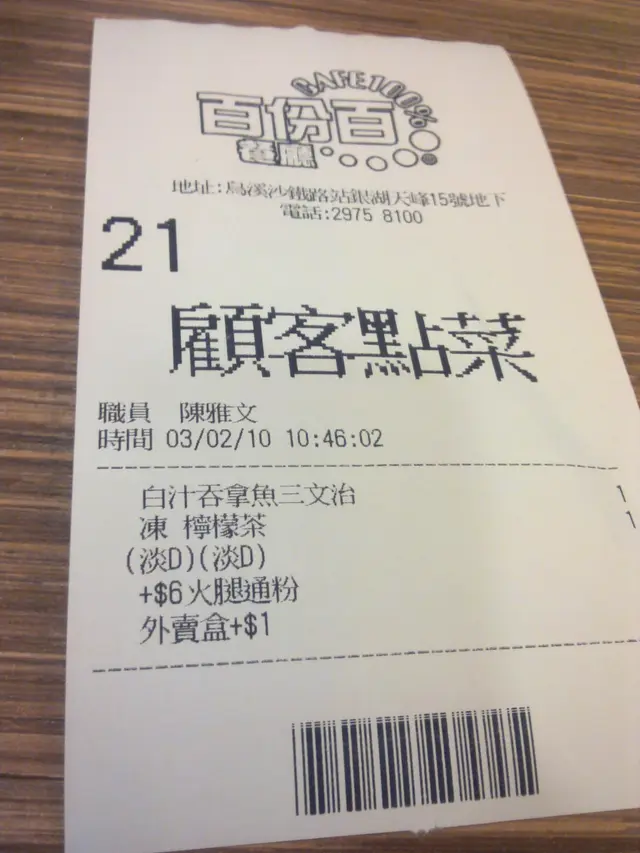 CAFE100%
百份百
餐廳
地址:烏溪沙鐵路站銀湖天峰15號地下
電話:2975 8100
21
顧客點菜
職員 陳雅文
時間 03/02/10 10:46:02
白汁吞拿魚三文治 1
凍 檸檬茶 1
(淡D)(淡D)
+$6火腿通粉
外賣盒+$1